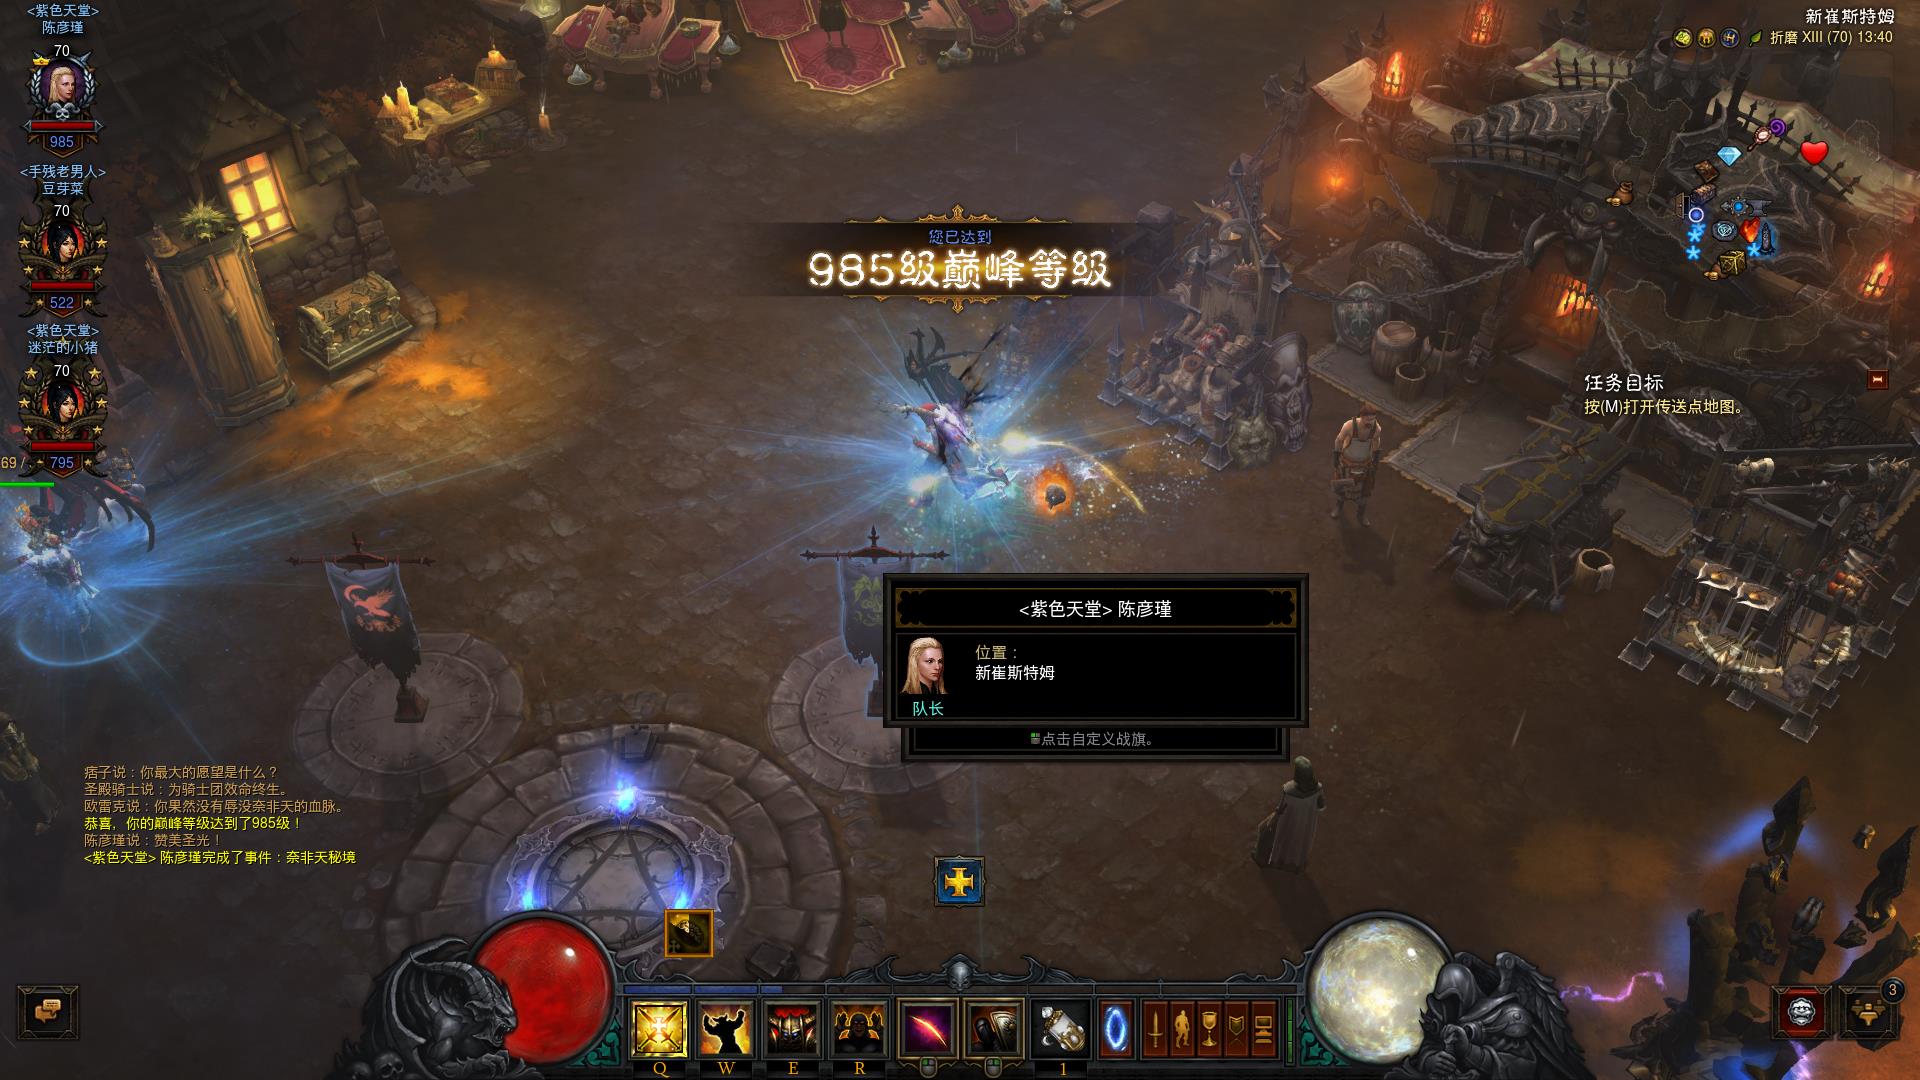 <紫色天堂>
陈彦瑾
70
985
<手残老男人>
豆芽菜
70
522
<紫色天堂>
迷茫的小猪
70
795
69 /
新崔斯特姆
折磨 XIII (70) 13:40
您已达到
985级巅峰等级
任务目标
按(M)打开传送点地图。
<紫色天堂> 陈彦瑾
位置：
新崔斯特姆
队长
点击自定义战旗。
痞子说：你最大的愿望是什么？
圣殿骑士说：为骑士团效命终生。
欧雷克说：你果然没有辱没奈非天的血脉。
恭喜，你的巅峰等级达到了985级！
陈彦瑾说：赞美圣光！
<紫色天堂> 陈彦瑾完成了事件：奈非天秘境
3
Q W E R 1